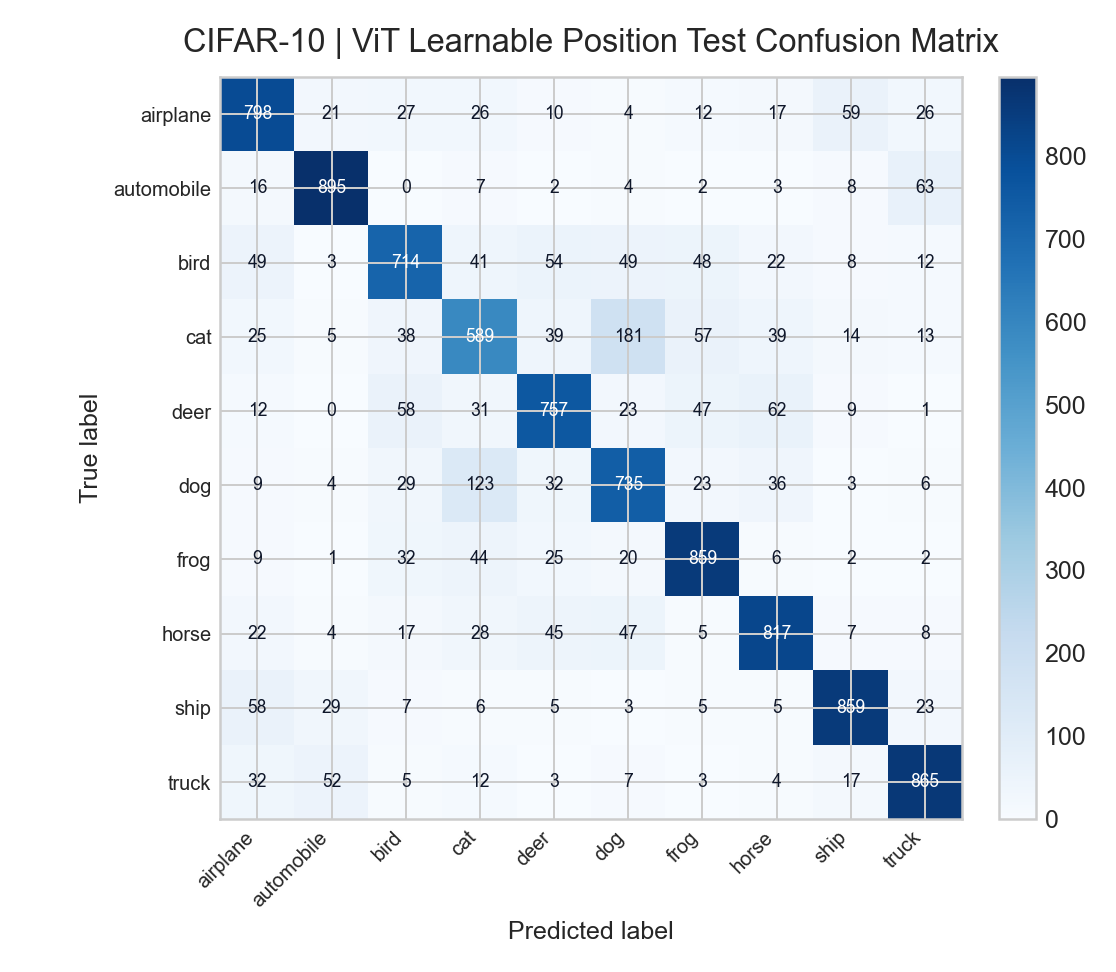 CIFAR-10 | ViT Learnable Position Test Confusion Matrix
airplane 798 21 27 26 10 4 12 17 59 26
automobile 16 895 0 7 2 4 2 3 8 63
bird 49 3 714 41 54 49 48 22 8 12
cat 25 5 38 589 39 181 57 39 14 13
deer 12 0 58 31 757 23 47 62 9 1
dog 9 4 29 123 32 735 23 36 3 6
frog 9 1 32 44 25 20 859 6 2 2
horse 22 4 17 28 45 47 5 817 7 8
ship 58 29 7 6 5 3 5 5 859 23
truck 32 52 5 12 3 7 3 4 17 865
airplane automobile bird cat deer dog frog horse ship truck
Predicted label
True label
800
700
600
500
400
300
200
100
0